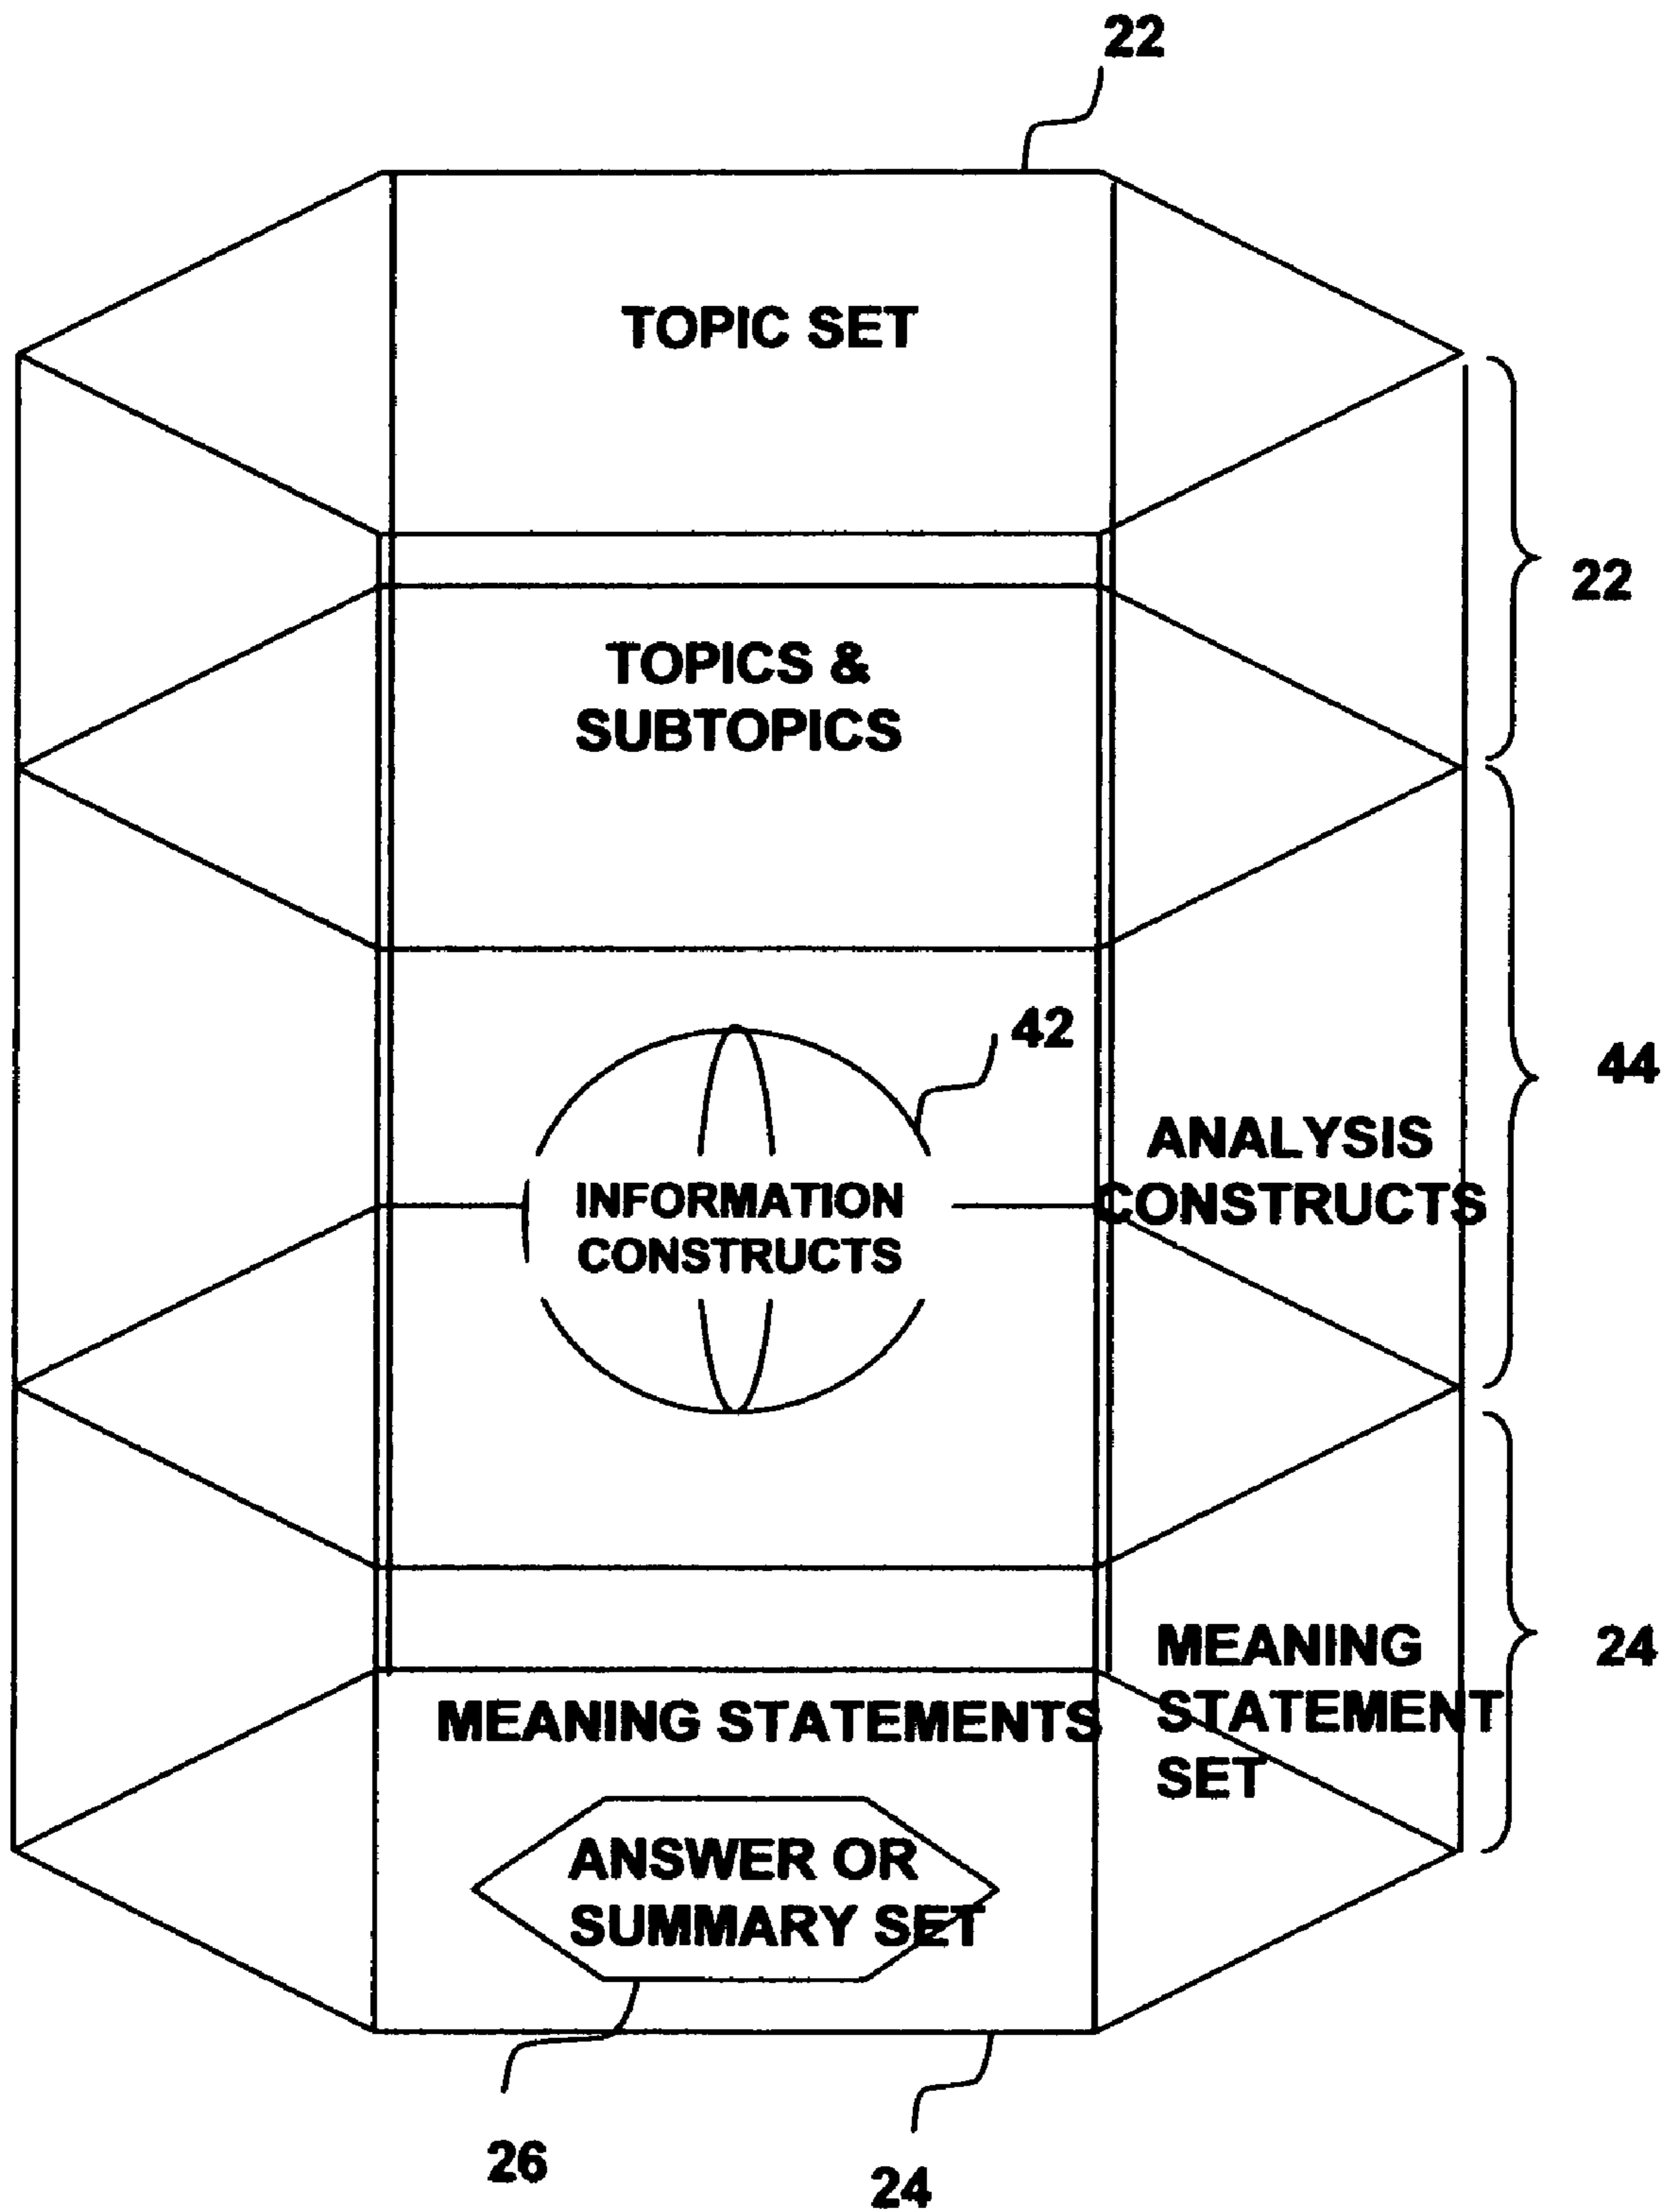 22
TOPIC SET
22
TOPICS &
SUBTOPICS
42
44
ANALYSIS
CONSTRUCTS
INFORMATION
CONSTRUCTS
24
MEANING
STATEMENT
SET
MEANING STATEMENTS
ANSWER OR
SUMMARY SET
26
24